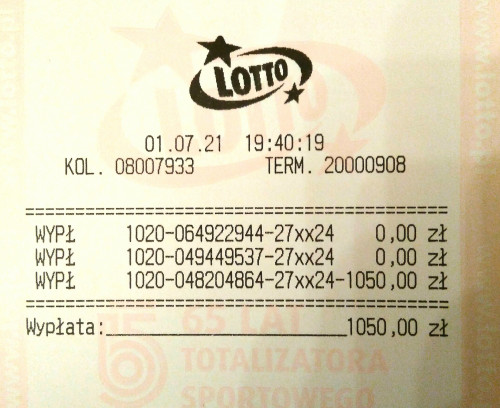 LOTTO
01.07.21 19:40:19
KOL. 08007933 TERM. 20000908
==========================================
WYPŁ 1020-064922944-27xx24 0,00 zł
WYPŁ 1020-049449537-27xx24 0,00 zł
WYPŁ 1020-048204864-27xx24-1050,00 zł
==========================================
Wypłata:________________________1050,00 zł
65 LAT
TOTALIZATORA
SPORTOWEGO